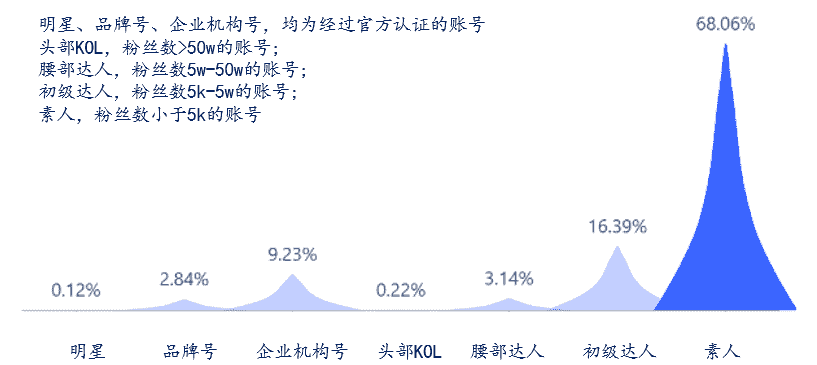 明星、品牌号、企业机构号，均为经过官方认证的账号
头部KOL，粉丝数>50w的账号；
腰部达人，粉丝数5w-50w的账号；
初级达人，粉丝数5k-5w的账号；
素人，粉丝数小于5k的账号
0.12% 2.84% 9.23% 0.22% 3.14% 16.39% 68.06%
明星 品牌号 企业机构号 头部KOL 腰部达人 初级达人 素人